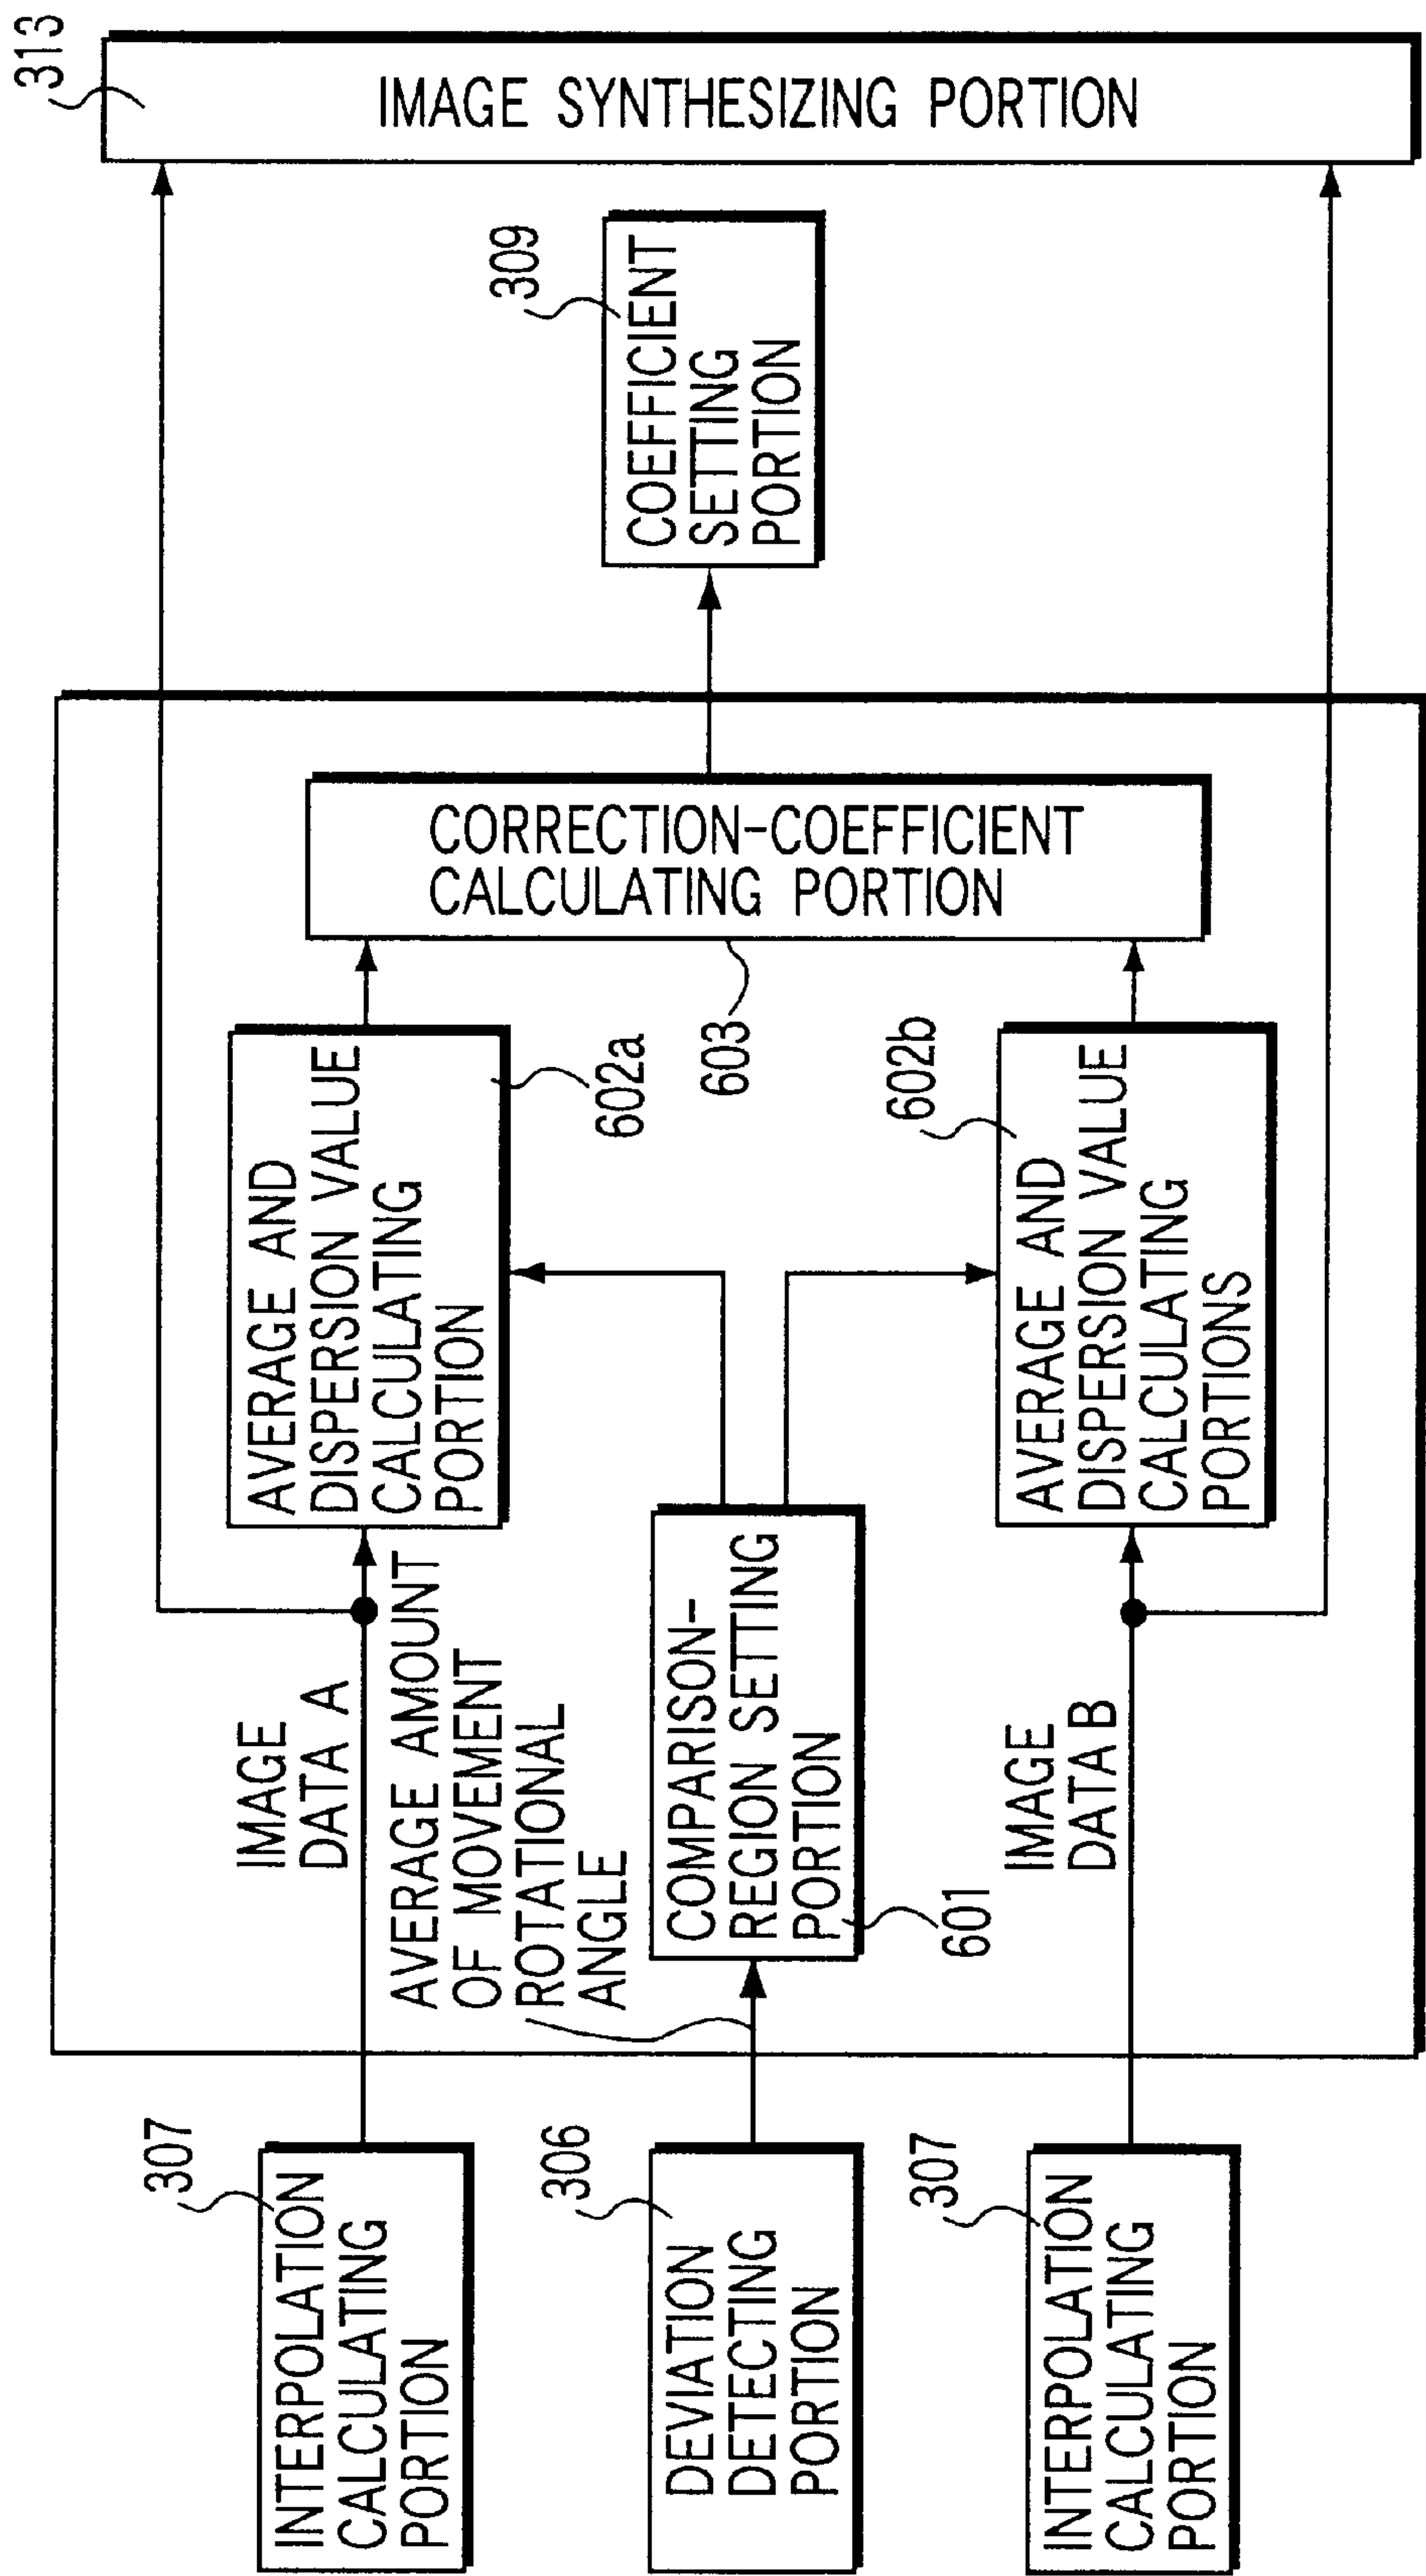 307
INTERPOLATION
CALCULATING
PORTION
306
DEVIATION
DETECTING
PORTION
307
INTERPOLATION
CALCULATING
PORTION
IMAGE
DATA A
AVERAGE AMOUNT
OF MOVEMENT
ROTATIONAL
ANGLE
COMPARISON-
REGION SETTING
PORTION
601
IMAGE
DATA B
AVERAGE AND
DISPERSION VALUE
CALCULATING
PORTION
602a
602b
AVERAGE AND
DISPERSION VALUE
CALCULATING
PORTIONS
603
CORRECTION-COEFFICIENT
CALCULATING PORTION
309
COEFFICIENT
SETTING
PORTION
313
IMAGE SYNTHESIZING PORTION